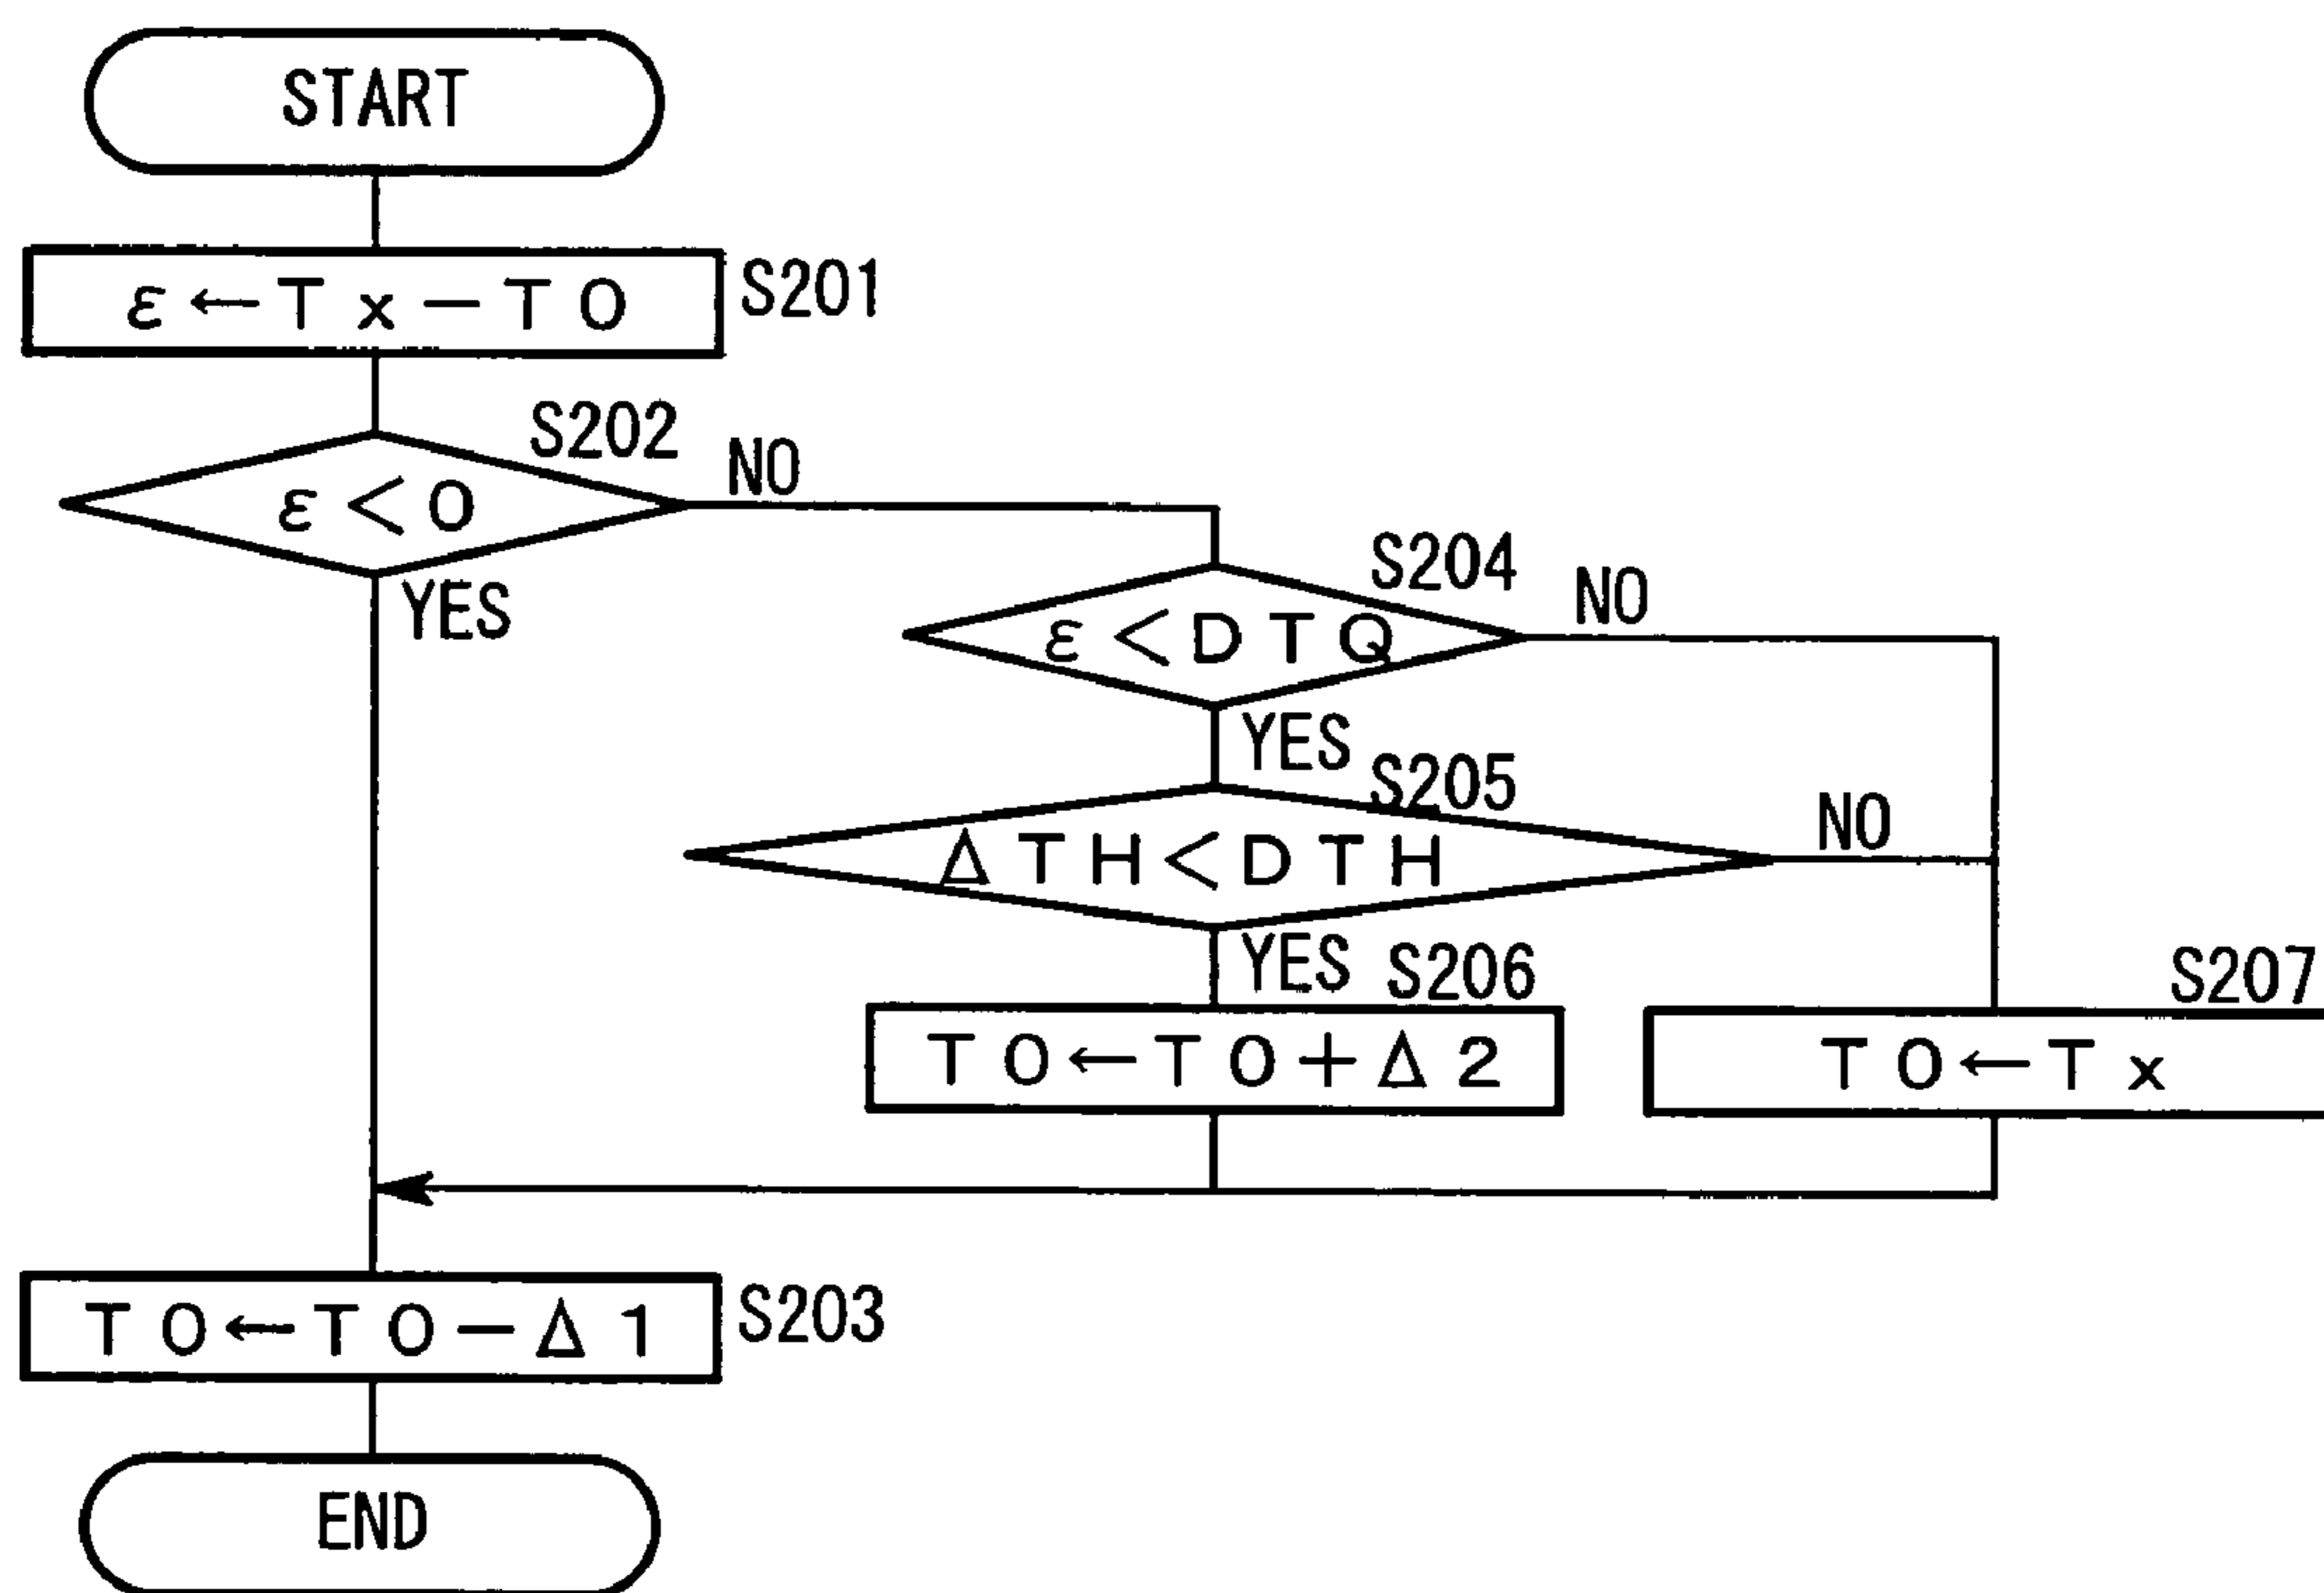 START
ε←Tx−TO
S201
S202
ε<0
NO
YES
S204
ε<DTQ
NO
YES
S205
ΔTH<DTH
NO
YES
S206
TO←TO+Δ2
S207
TO←Tx
TO←TO−Δ1
S203
END